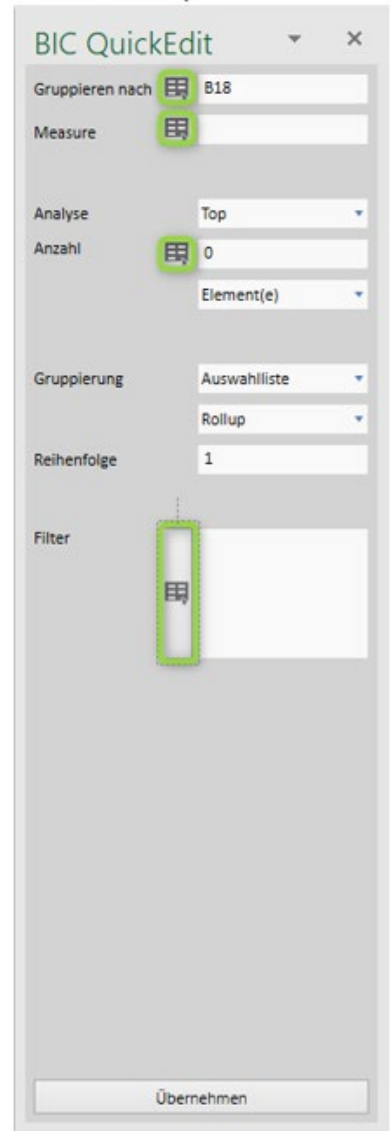 BIC QuickEdit
Gruppieren nach B18
Measure
Analyse Top
Anzahl 0
Element(e)
Gruppierung Auswahlliste
Rollup
Reihenfolge 1
Filter
Übernehmen